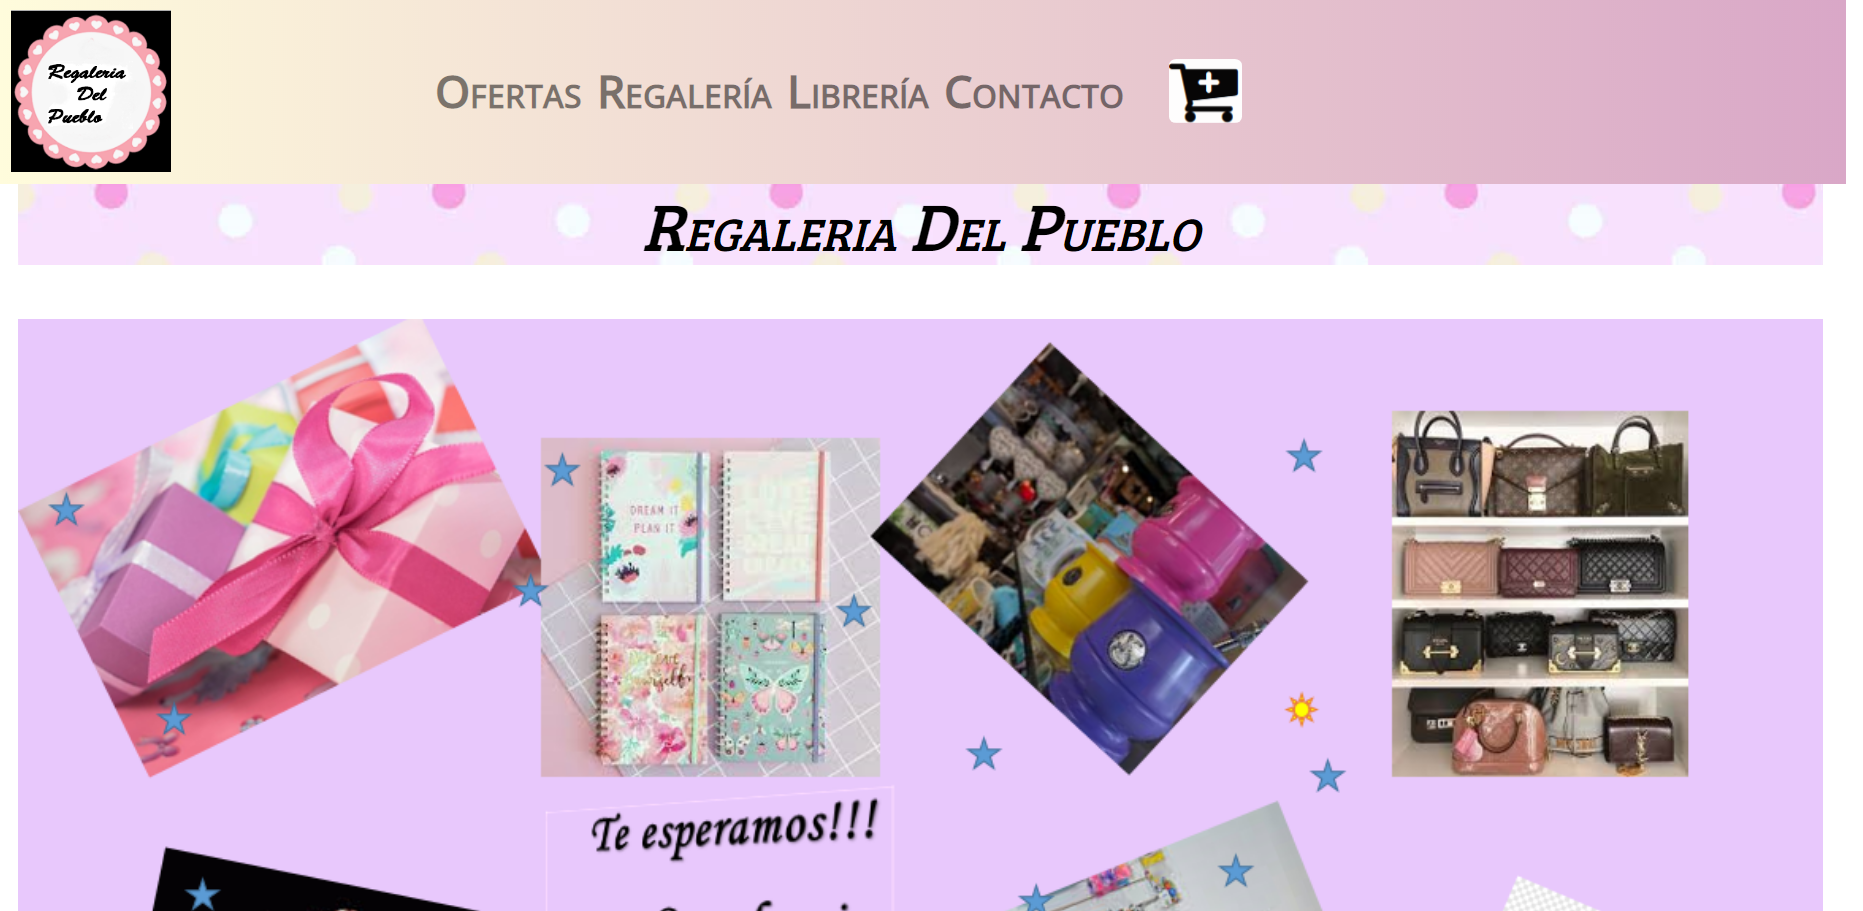 Regaleria
Del
Pueblo
Ofertas Regalería Librería Contacto
Regaleria Del Pueblo
DREAM IT
PLAN IT
Te esperamos!!!